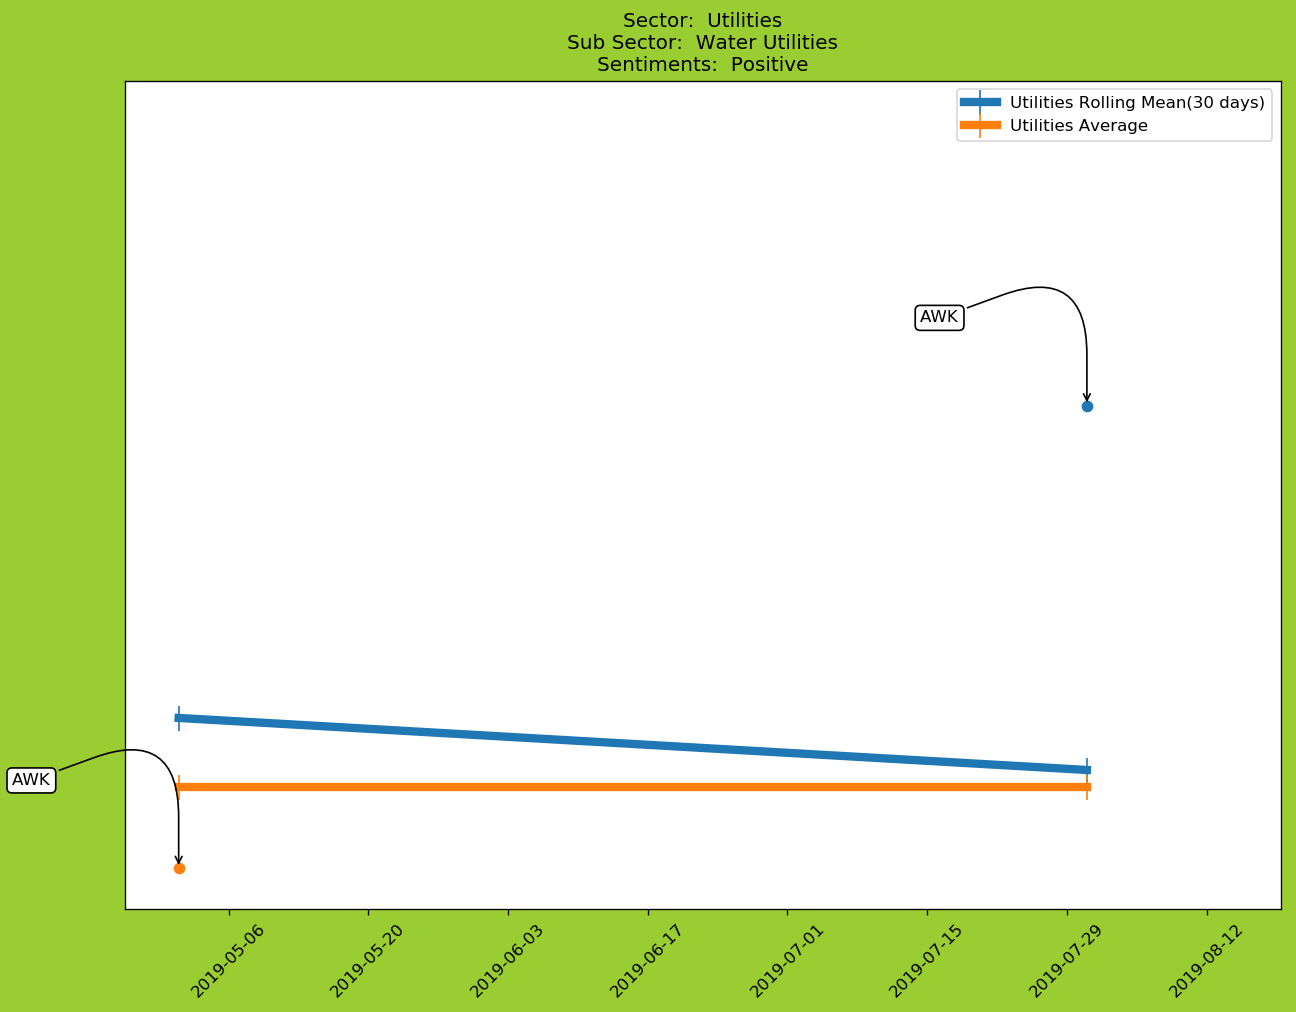 Sector:  Utilities
Sub Sector:  Water Utilities
Sentiments:  Positive
Utilities Rolling Mean(30 days)
Utilities Average
AWK
AWK
2019-05-06
2019-05-20
2019-06-03
2019-06-17
2019-07-01
2019-07-15
2019-07-29
2019-08-12